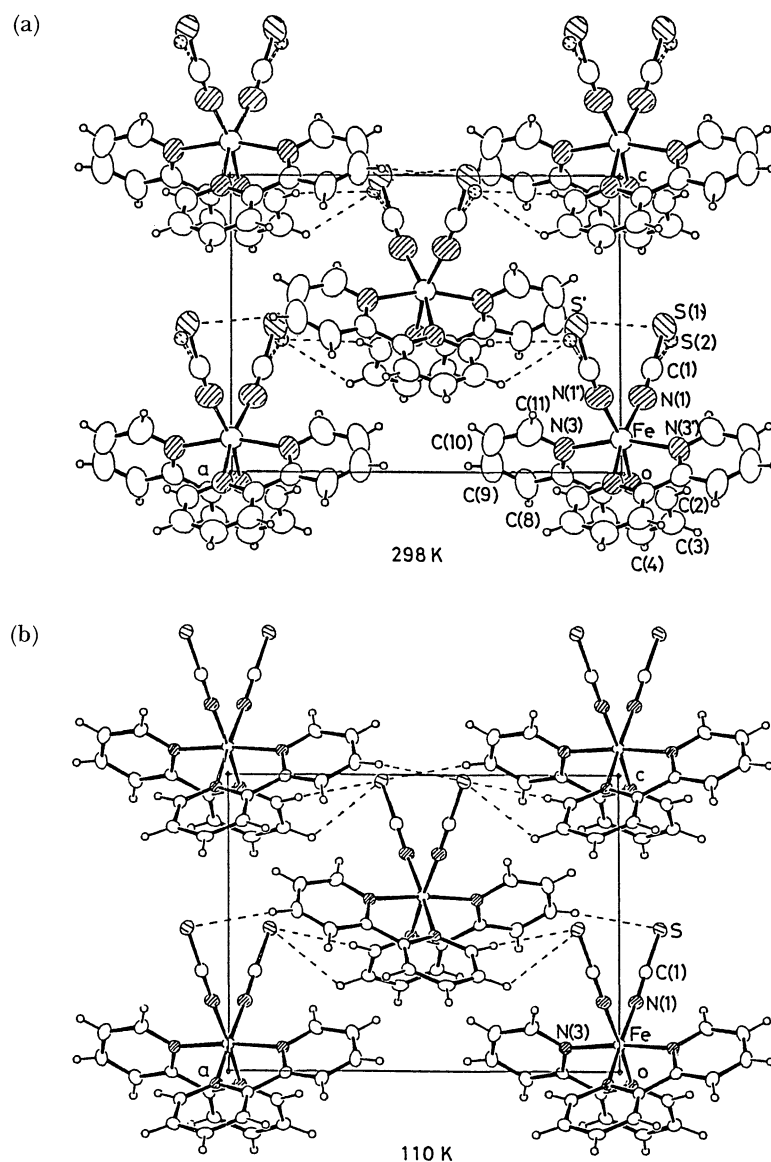 (a)
c
S'
S(1)
S(2)
C(1)
N(1')
N(1)
C(11)
N(3)
Fe
N(3')
C(10)
a
o
C(9)
C(2)
C(8)
C(3)
C(4)
298 K
(b)
c
S
C(1)
N(1)
N(3)
Fe
a
o
110 K